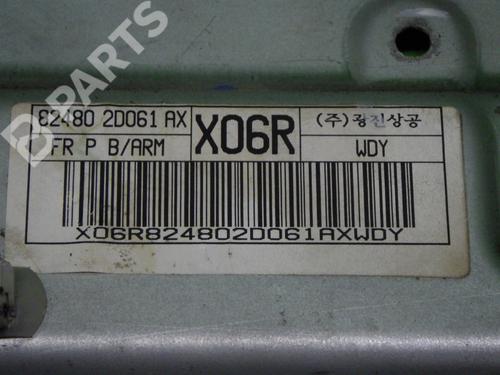 B PARTS
82480 2D061 AX
X06R
(주)광진상공
FR P B/ARM
WDY
X06R824802D061AXWDY